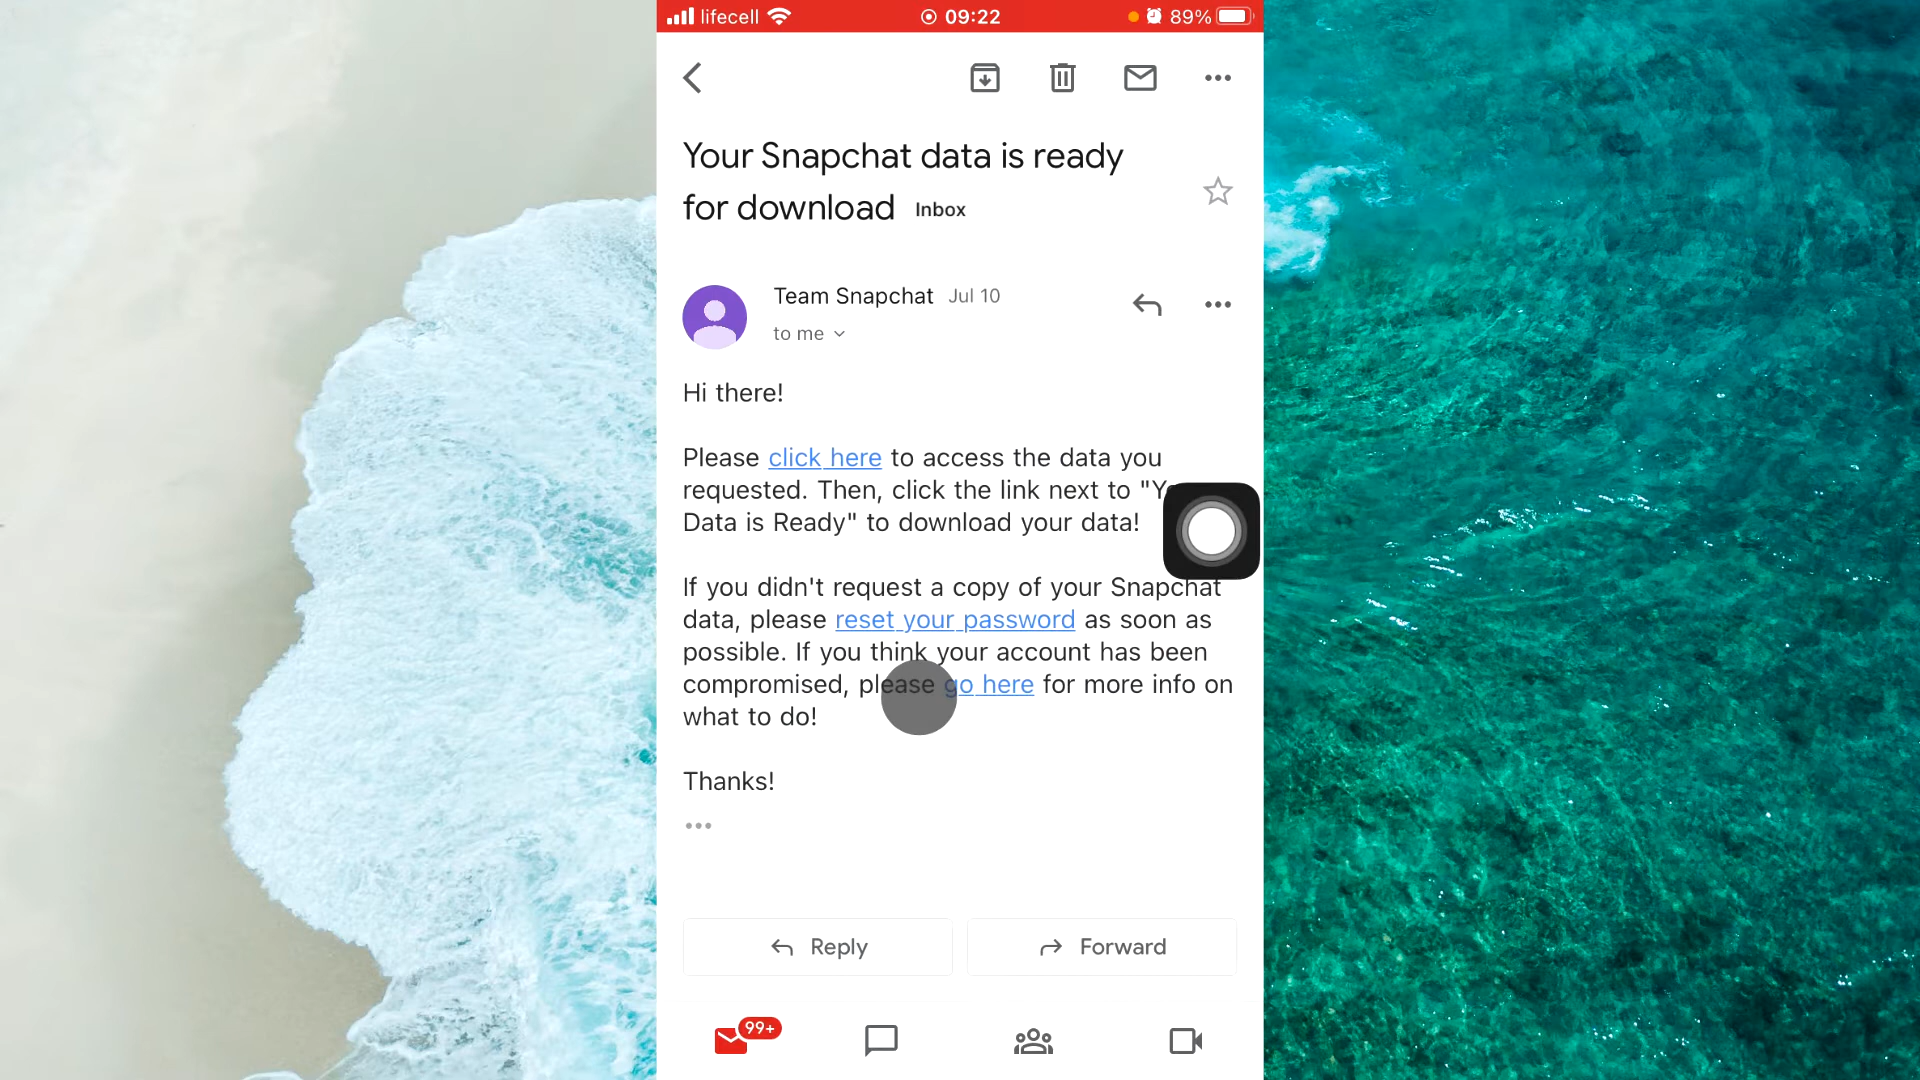 lifecell 09:22 89%
Your Snapchat data is ready
for download Inbox
Team Snapchat Jul 10
to me
Hi there!
Please click here to access the data you
requested. Then, click the link next to "Yo
Data is Ready" to download your data!
If you didn't request a copy of your Snapchat
data, please reset your password as soon as
possible. If you think your account has been
compromised, please go here for more info on
what to do!
Thanks!
Reply Forward
99+